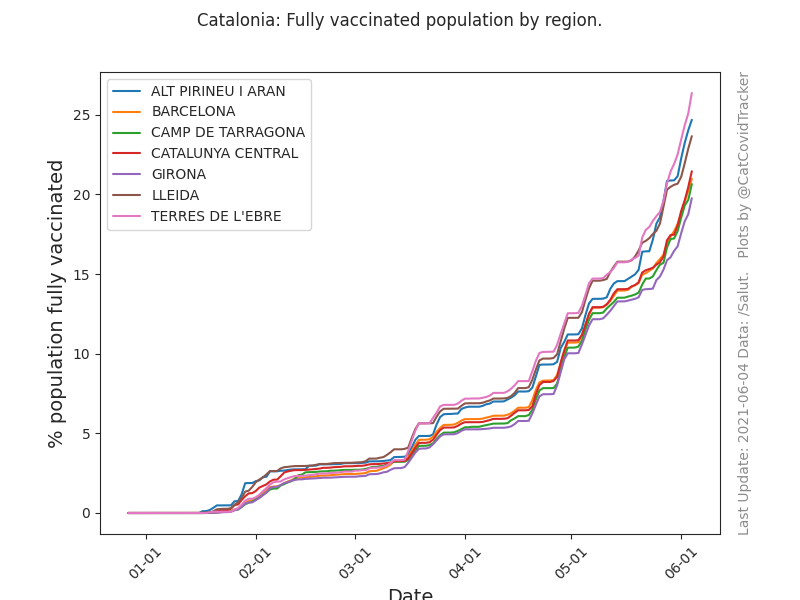 Catalonia: Fully vaccinated population by region.
ALT PIRINEU I ARAN
BARCELONA
CAMP DE TARRAGONA
CATALUNYA CENTRAL
GIRONA
LLEIDA
TERRES DE L'EBRE
% population fully vaccinated
25
20
15
10
5
0
01-01
02-01
03-01
04-01
05-01
06-01
Date
Last Update: 2021-06-04 Data: /Salut. Plots by @CatCovidTracker